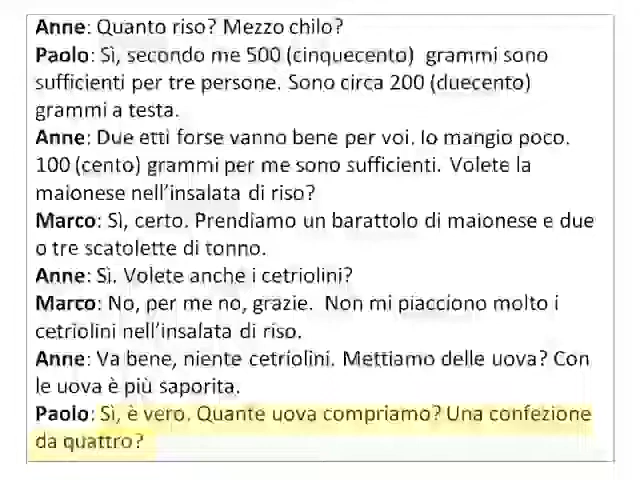 Anne: Quanto riso? Mezzo chilo?
Paolo: Sì, secondo me 500 (cinquecento) grammi sono
sufficienti per tre persone. Sono circa 200 (duecento)
grammi a testa.
Anne: Due etti forse vanno bene per voi. Io mangio poco.
100 (cento) grammi per me sono sufficienti. Volete la
maionese nell'insalata di riso?
Marco: Sì, certo. Prendiamo un barattolo di maionese e due
o tre scatolette di tonno.
Anne: Sì. Volete anche i cetriolini?
Marco: No, per me no, grazie. Non mi piacciono molto i
cetriolini nell'insalata di riso.
Anne: Va bene, niente cetriolini. Mettiamo delle uova? Con
le uova è più saporita.
Paolo: Sì, è vero. Quante uova compriamo? Una confezione
da quattro?